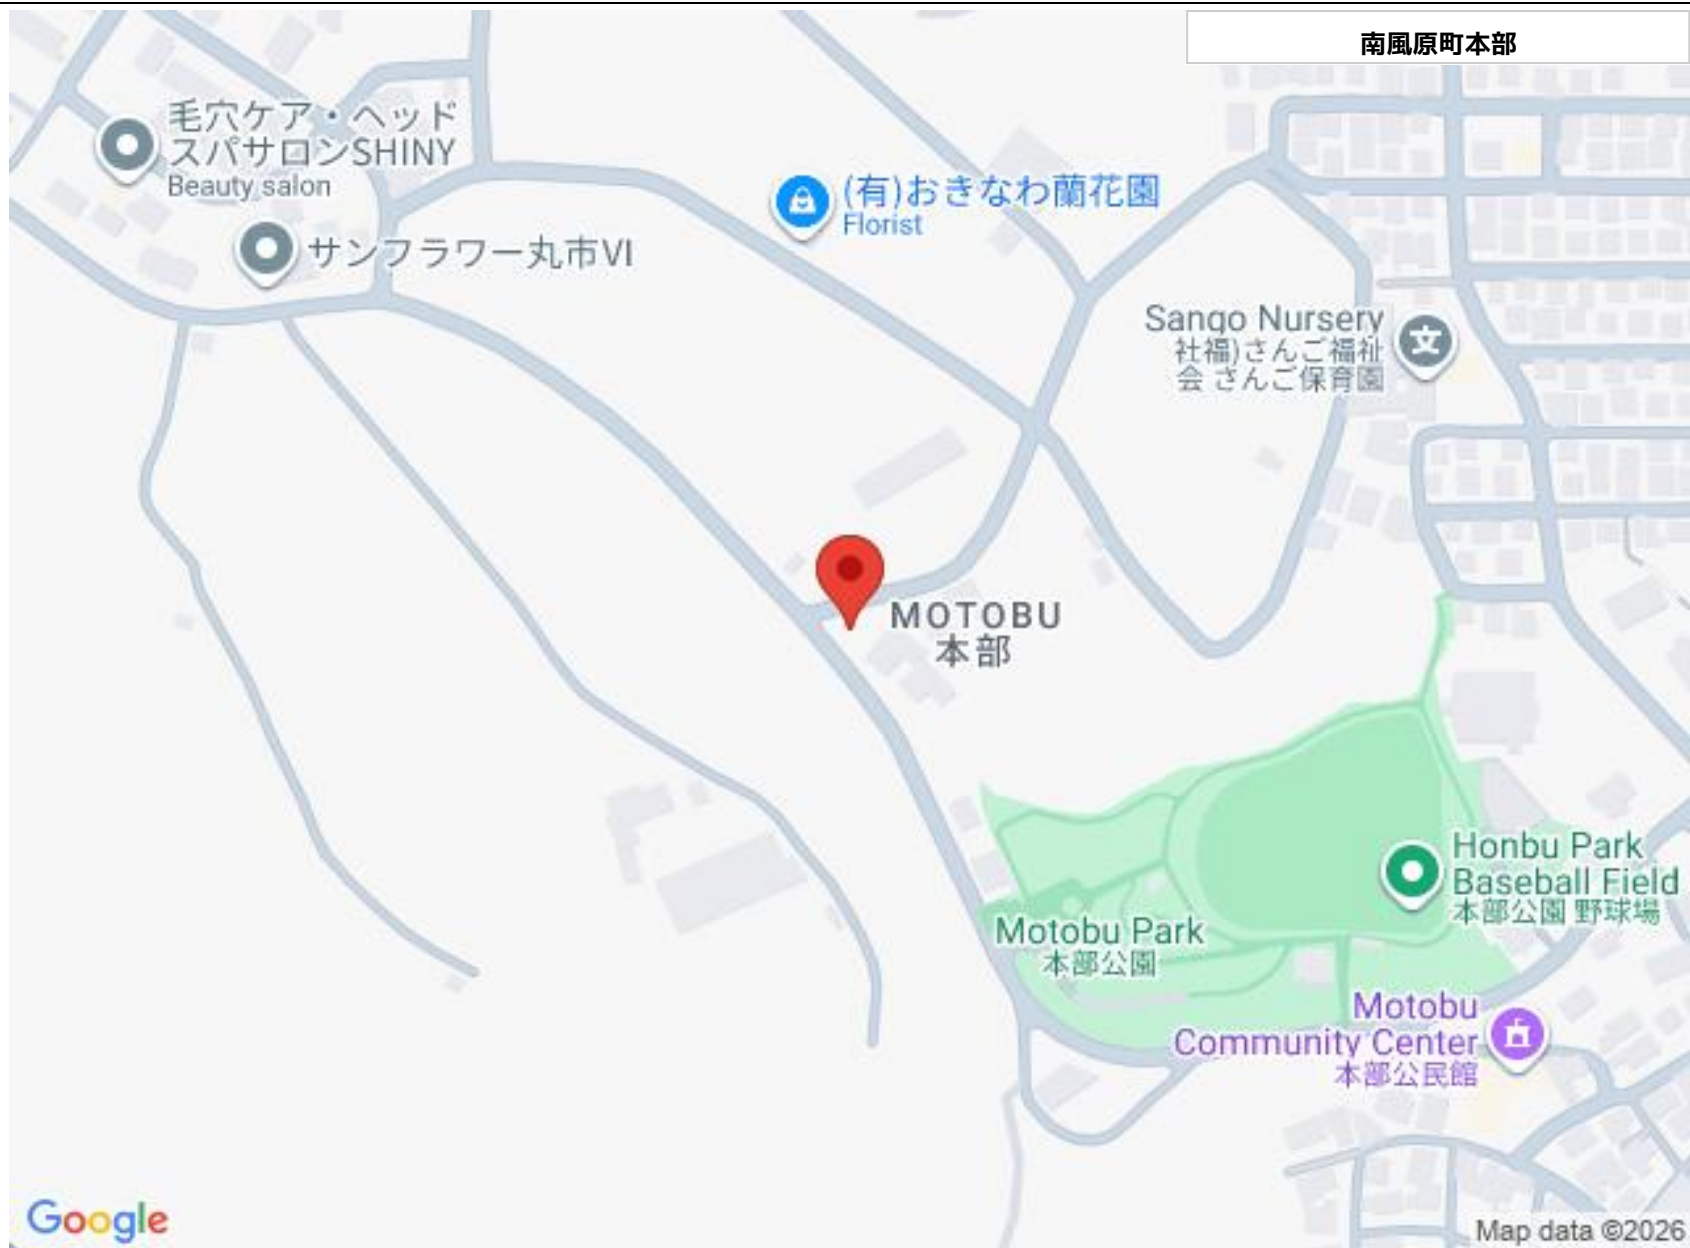 南風原町本部
毛穴ケア・ヘッド
スパサロンSHINY
Beauty salon
(有)おきなわ蘭花園
Florist
サンフラワー丸市VI
Sango Nursery
社福)さんご福祉
会 さんご保育園
文
MOTOBU
本部
Honbu Park
Baseball Field
本部公園 野球場
Motobu Park
本部公園
Motobu
Community Center
本部公民館
Google
Map data ©2026